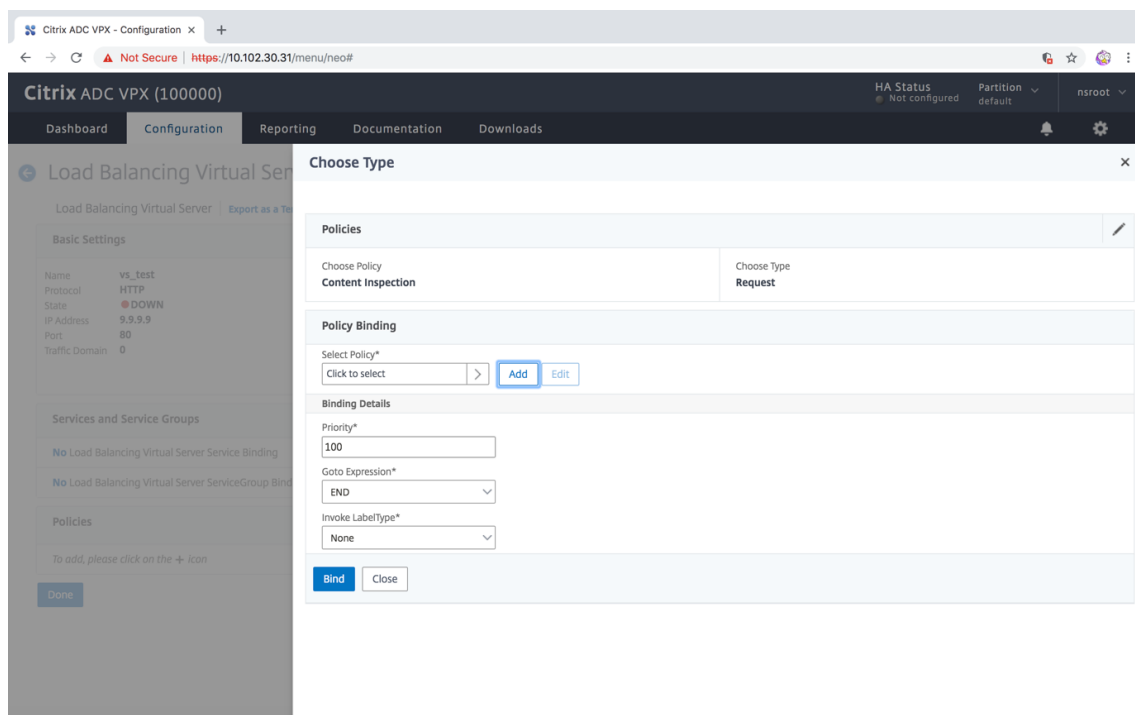 Citrix ADC VPX - Configuration × +
Not Secure | https://10.102.30.31/menu/neo#
Citrix ADC VPX (100000)
HA Status
Not configured
Partition
default
nsroot
Dashboard Configuration Reporting Documentation Downloads
Load Balancing Virtual Ser
Load Balancing Virtual Server | Export as a Te
Basic Settings
Name vs_test
Protocol HTTP
State DOWN
IP Address 9.9.9.9
Port 80
Traffic Domain 0
Services and Service Groups
No Load Balancing Virtual Server Service Binding
No Load Balancing Virtual Server ServiceGroup Bind
Policies
To add, please click on the + icon
Done
Choose Type ×
Policies
Choose Policy
Content Inspection
Choose Type
Request
Policy Binding
Select Policy*
Click to select > Add Edit
Binding Details
Priority*
100
Goto Expression*
END
Invoke LabelType*
None
Bind Close